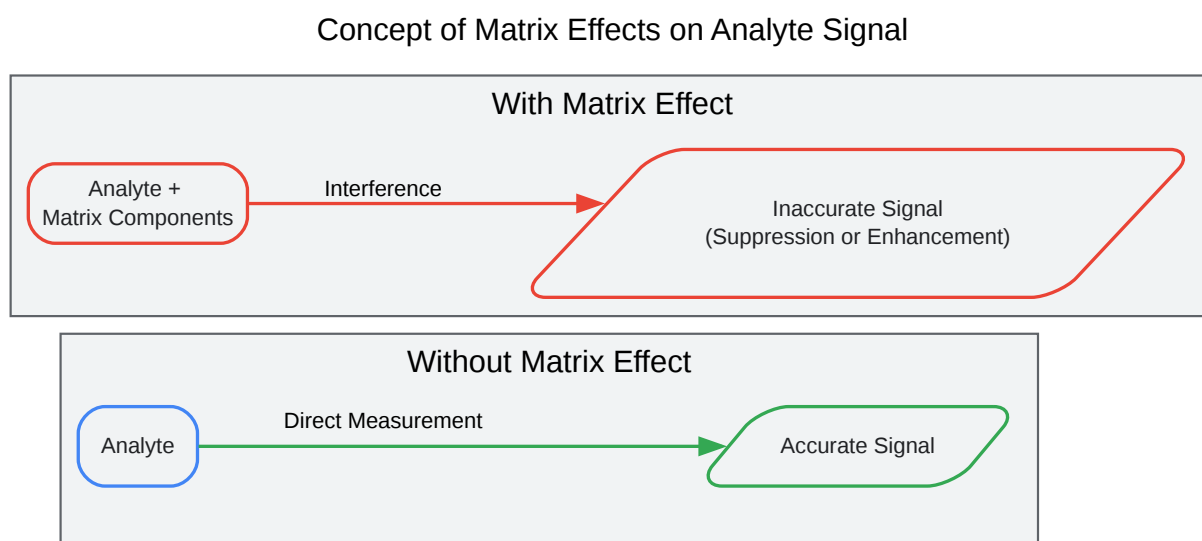 Concept of Matrix Effects on Analyte Signal
With Matrix Effect
Analyte +
Matrix Components
Interference
Inaccurate Signal
(Suppression or Enhancement)
Without Matrix Effect
Analyte
Direct Measurement
Accurate Signal